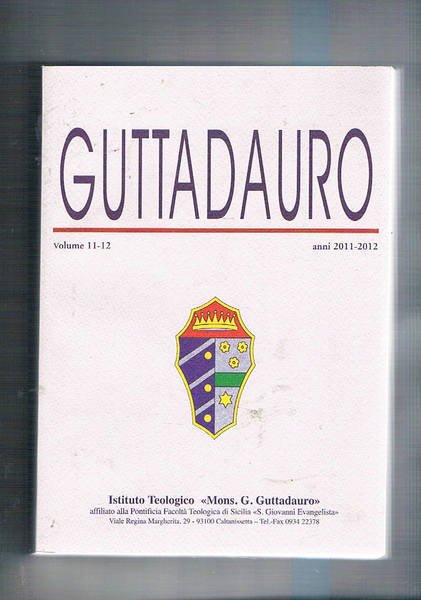 GUTTADAURO
Volume 11-12 anni 2011-2012
Istituto Teologico «Mons. G. Guttadauro»
affiliato alla Pontificia Facoltà Teologica di Sicilia «S. Giovanni Evangelista»
Viale Regina Margherita, 29 - 93100 Caltanissetta – Tel.-Fax 0934 22378